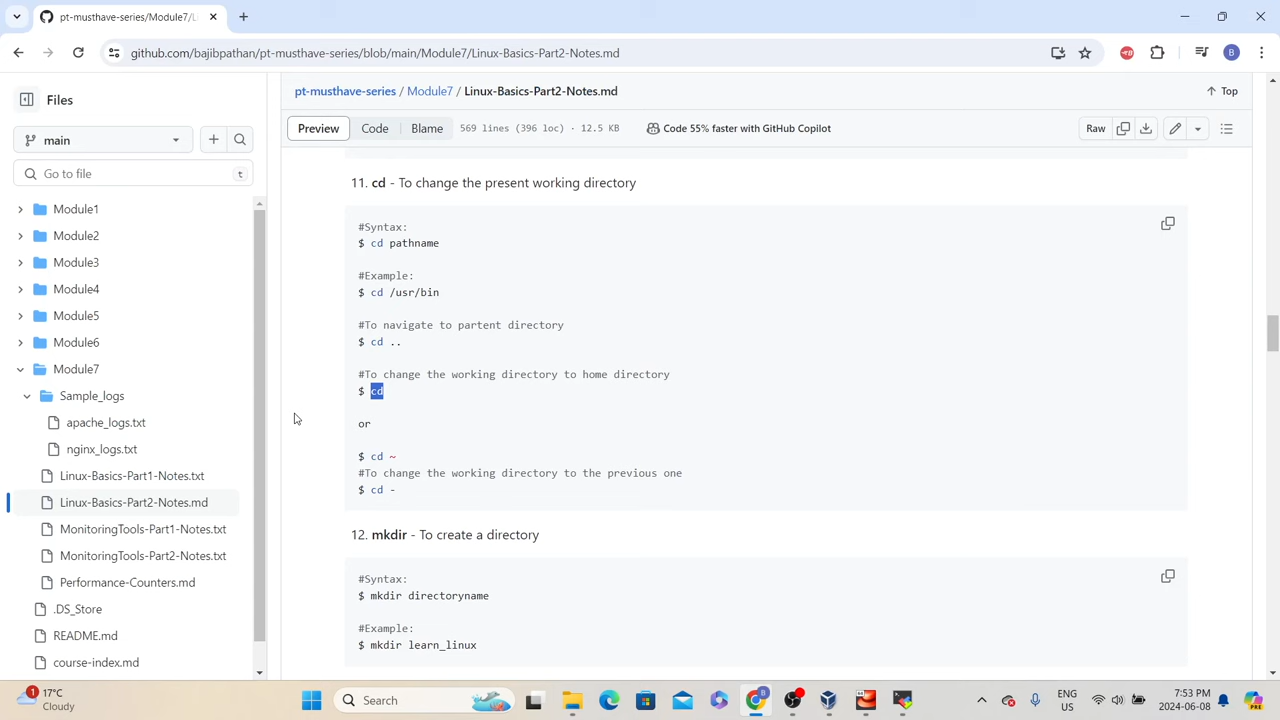 pt-musthave-series/Module7/Li
github.com/bajibpathan/pt-musthave-series/blob/main/Module7/Linux-Basics-Part2-Notes.md
B
Files
pt-musthave-series / Module7 / Linux-Basics-Part2-Notes.md
Top
main
Preview
Code
Blame
569 lines (396 loc) · 12.5 KB
Code 55% faster with GitHub Copilot
Raw
Go to file
t
Module1
Module2
Module3
Module4
Module5
Module6
Module7
Sample_logs
apache_logs.txt
nginx_logs.txt
Linux-Basics-Part1-Notes.txt
Linux-Basics-Part2-Notes.md
MonitoringTools-Part1-Notes.txt
MonitoringTools-Part2-Notes.txt
Performance-Counters.md
.DS_Store
README.md
course-index.md
11. cd - To change the present working directory
#Syntax:
$ cd pathname
#Example:
$ cd /usr/bin
#To navigate to partent directory
$ cd ..
#To change the working directory to home directory
$ cd
or
$ cd ~
#To change the working directory to the previous one
$ cd -
12. mkdir - To create a directory
#Syntax:
$ mkdir directoryname
#Example:
$ mkdir learn_linux
1
17°C
Cloudy
Search
ENG
CAFE
7:53 PM
2024-06-08